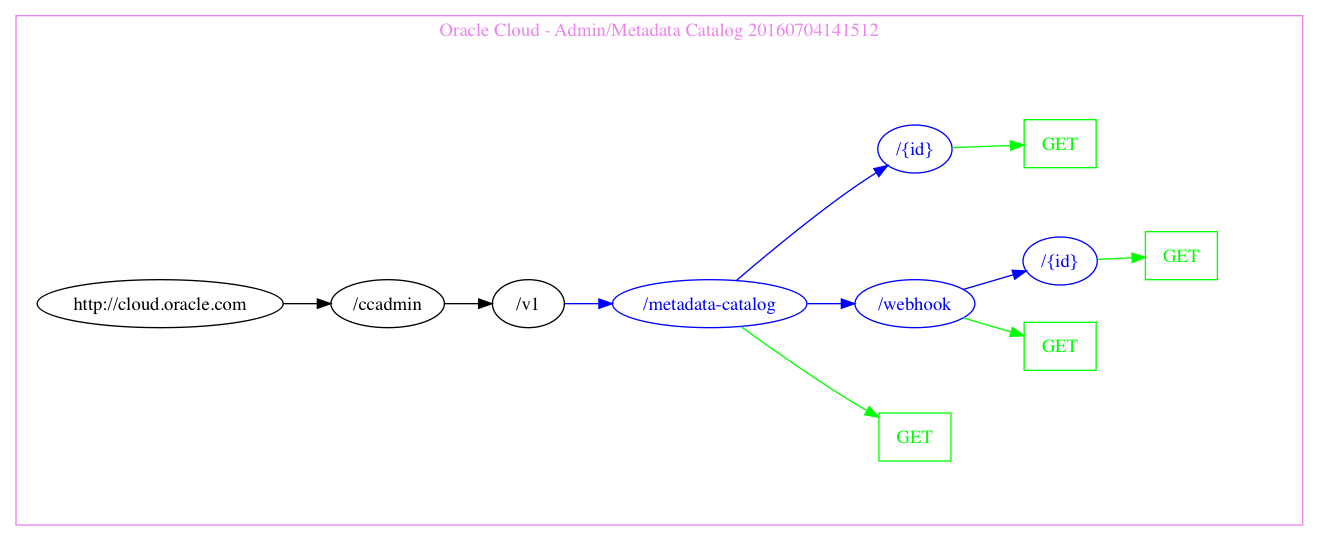 Oracle Cloud - Admin/Metadata Catalog 20160704141512
/{id}
GET
/{id}
GET
http://cloud.oracle.com
/ccadmin
/v1
/metadata-catalog
/webhook
GET
GET